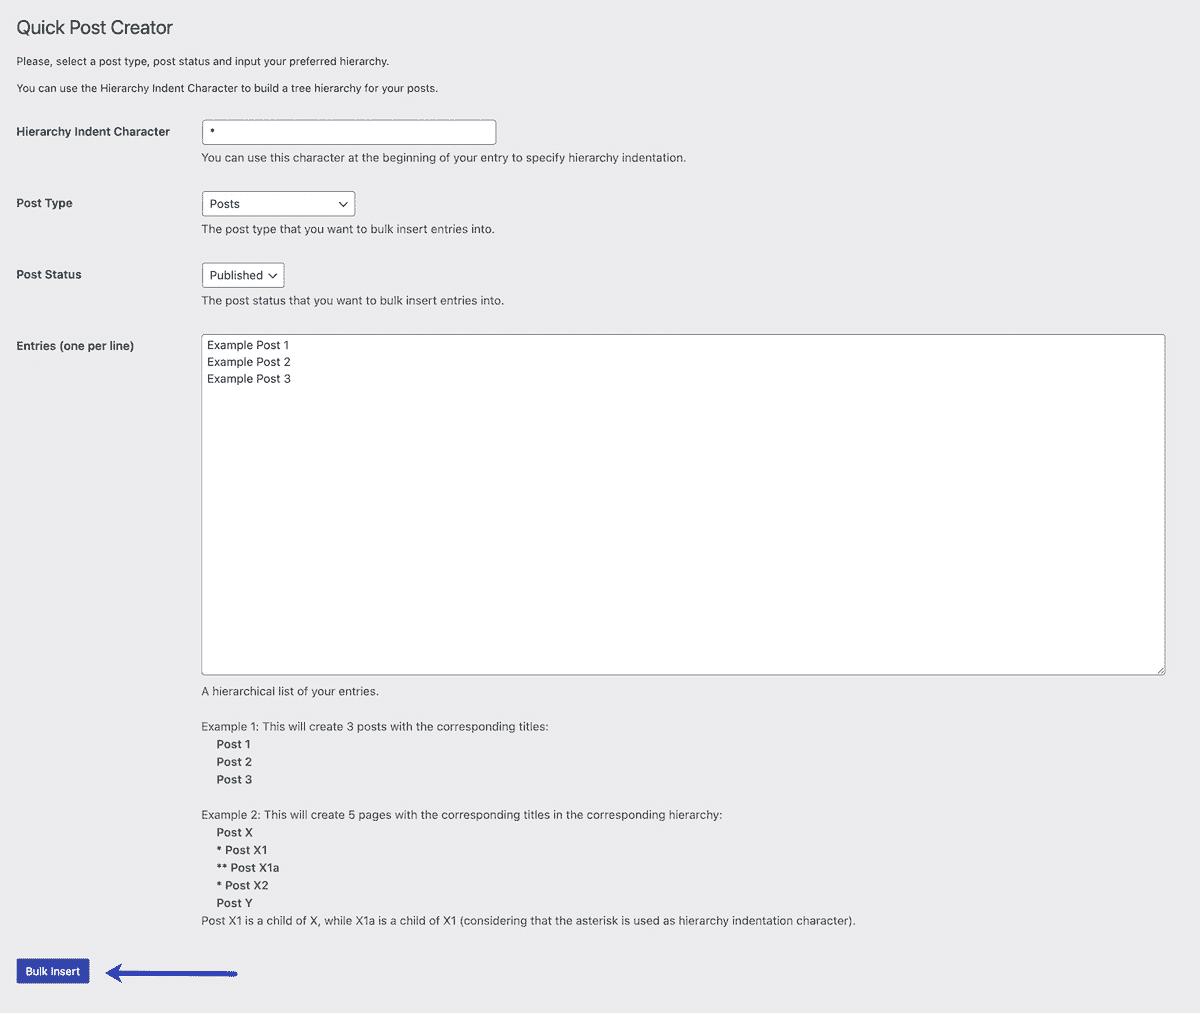 Quick Post Creator
Please, select a post type, post status and input your preferred hierarchy.
You can use the Hierarchy Indent Character to build a tree hierarchy for your posts.
Hierarchy Indent Character
*
You can use this character at the beginning of your entry to specify hierarchy indentation.
Post Type
Posts
The post type that you want to bulk insert entries into.
Post Status
Published
The post status that you want to bulk insert entries into.
Entries (one per line)
Example Post 1
Example Post 2
Example Post 3
A hierarchical list of your entries.
Example 1: This will create 3 posts with the corresponding titles:
Post 1
Post 2
Post 3
Example 2: This will create 5 pages with the corresponding titles in the corresponding hierarchy:
Post X
* Post X1
** Post X1a
* Post X2
Post Y
Post X1 is a child of X, while X1a is a child of X1 (considering that the asterisk is used as hierarchy indentation character).
Bulk Insert